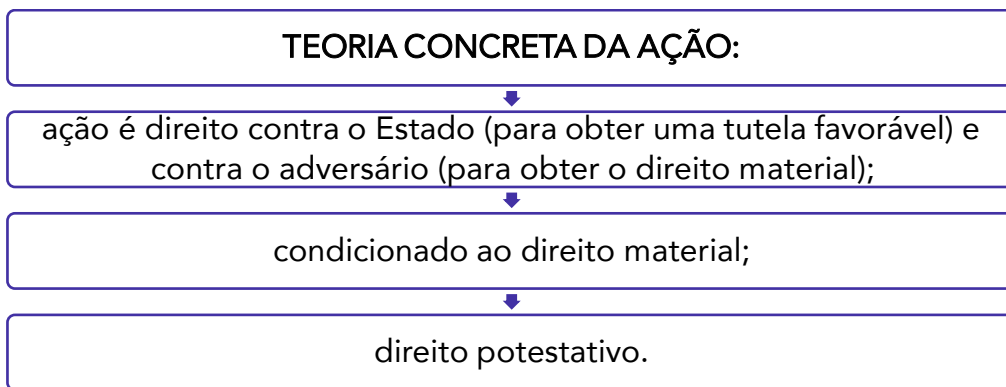 TEORIA CONCRETA DA AÇÃO:
ação é direito contra o Estado (para obter uma tutela favorável) e
contra o adversário (para obter o direito material);
condicionado ao direito material;
direito potestativo.